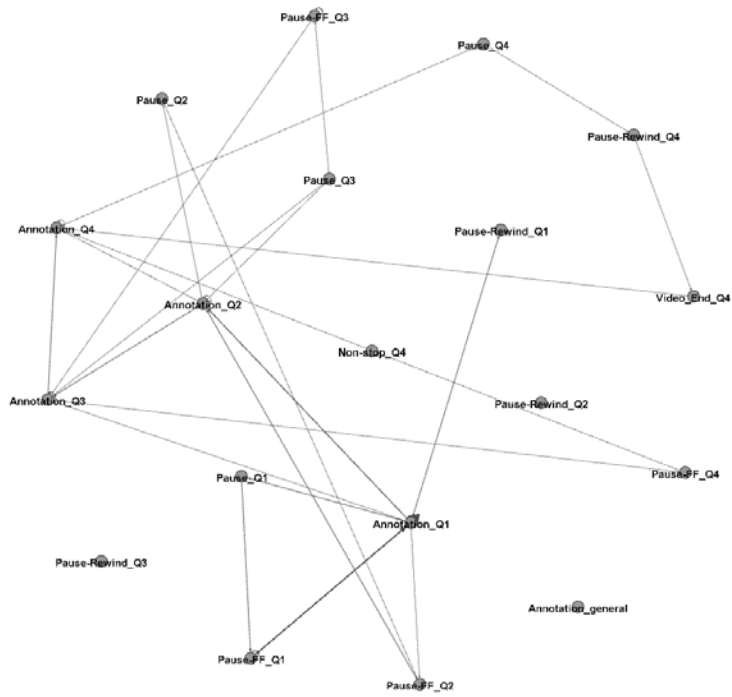 Pause-FF_Q3
Pause_Q4
Pause_Q2
Pause-Rewind_Q4
Pause_Q3
Annotation_Q4
Pause-Rewind_Q1
Video_End_Q4
Annotation_Q2
Non-stop_Q4
Annotation_Q3
Pause-Rewind_Q2
Pause-FF_Q4
Pause_Q1
Annotation_Q1
Pause-Rewind_Q3
Annotation_general
Pause-FF_Q1
Pause-FF_Q2